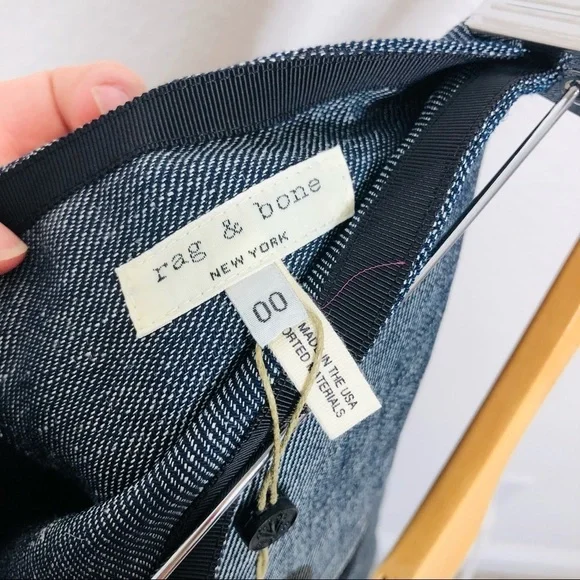 rag & bone
NEW YORK
00
MADE IN THE USA
ORTED MATERIALS